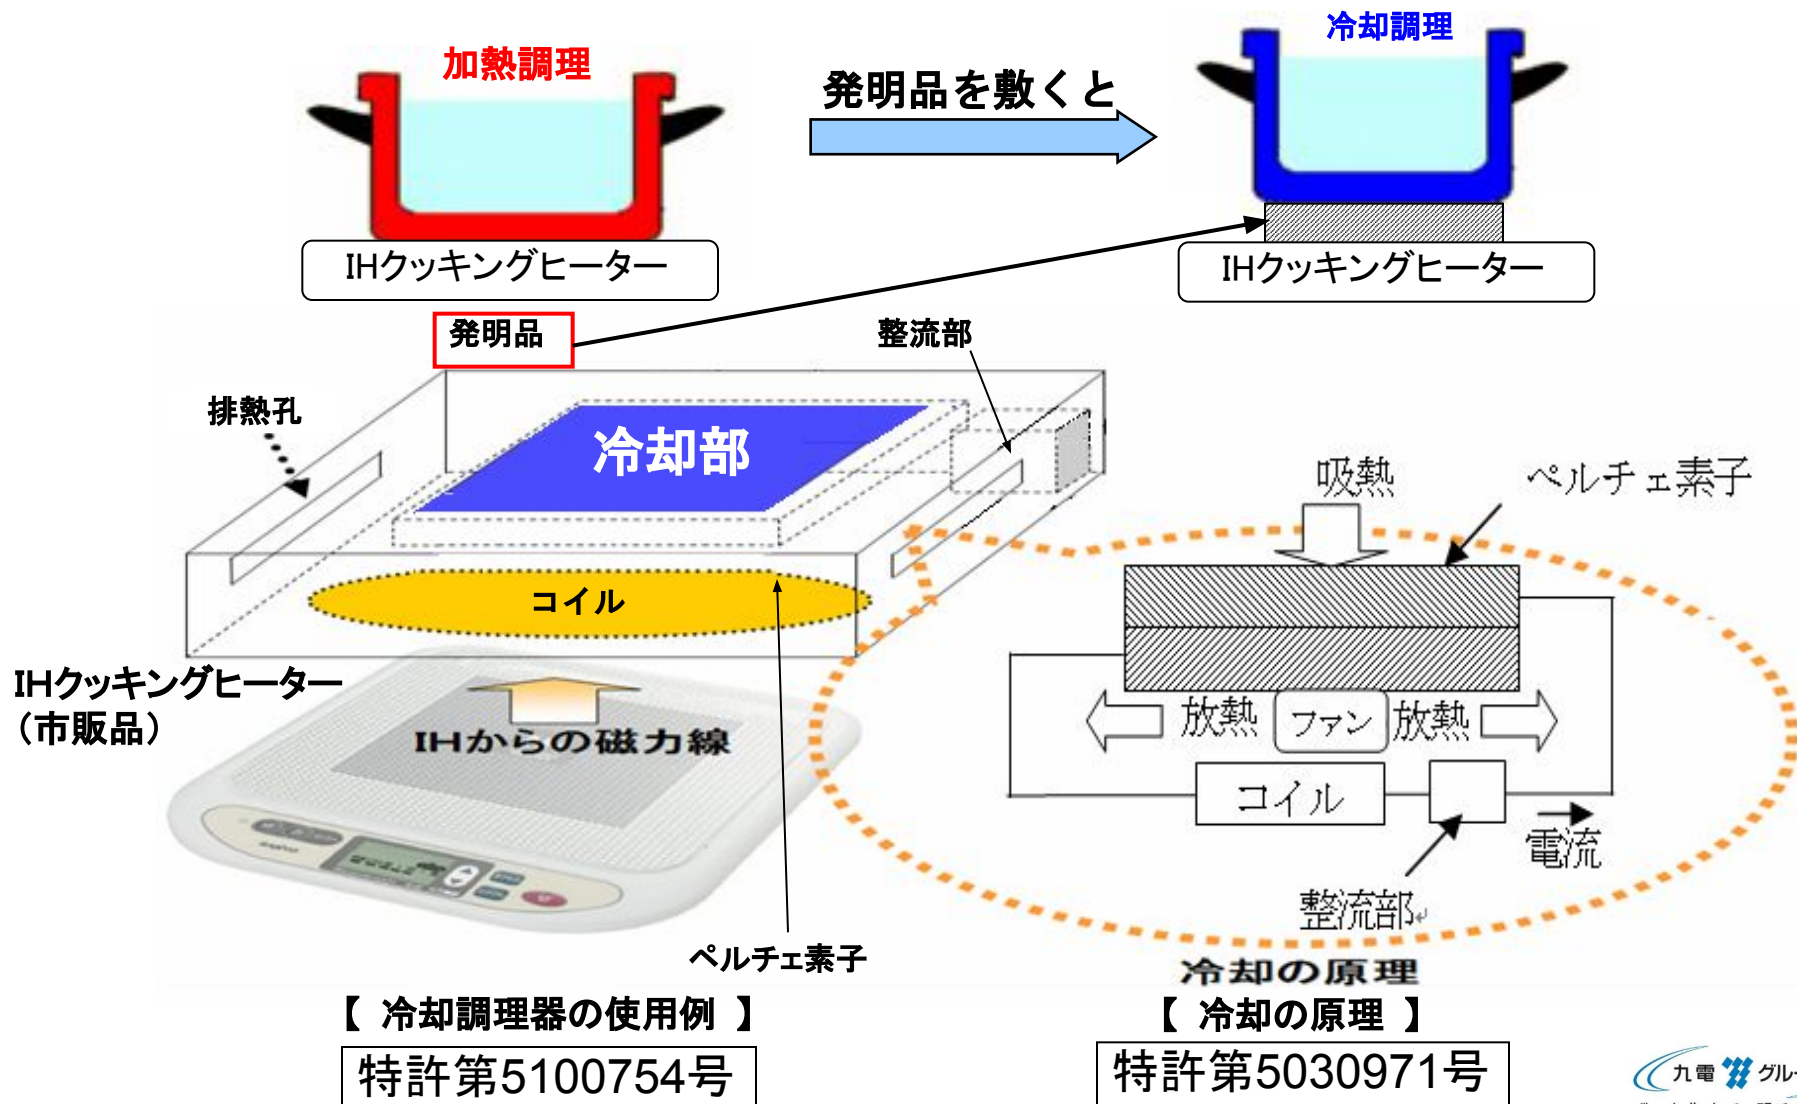 加熱調理
冷却調理
発明品を敷くと
IHクッキングヒーター
IHクッキングヒーター
発明品
整流部
排熱孔
冷却部
吸熱
ペルチェ素子
コイル
IHクッキングヒーター
（市販品）
IHからの磁力線
放熱
ファン
放熱
コイル
電流
整流部
ペルチェ素子
冷却の原理
【 冷却調理器の使用例 】
【 冷却の原理 】
特許第5100754号
特許第5030971号
九電